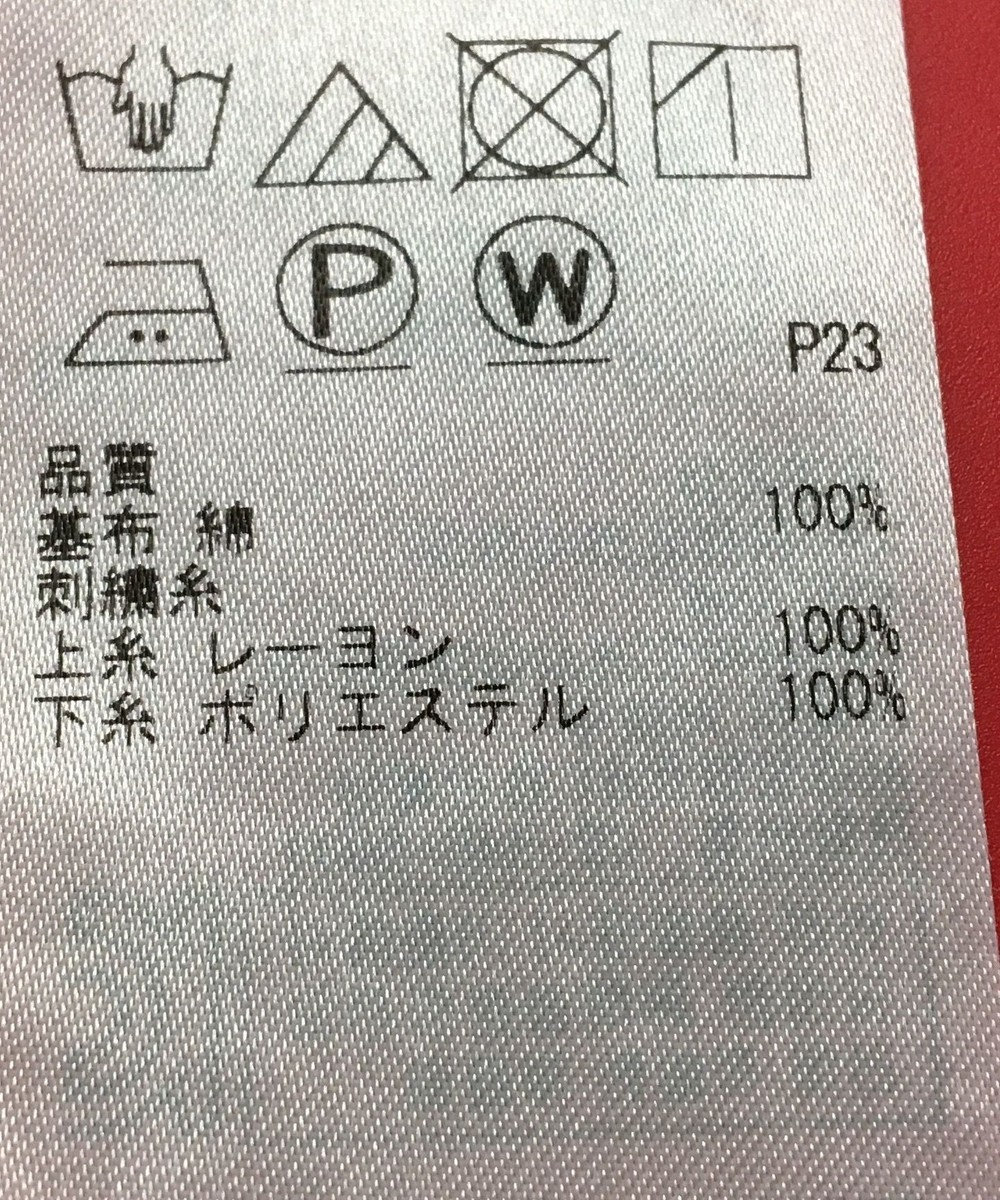 P W P23
品質
基布 綿 100%
刺繍糸
上糸 レーヨン 100%
下糸 ポリエステル 100%